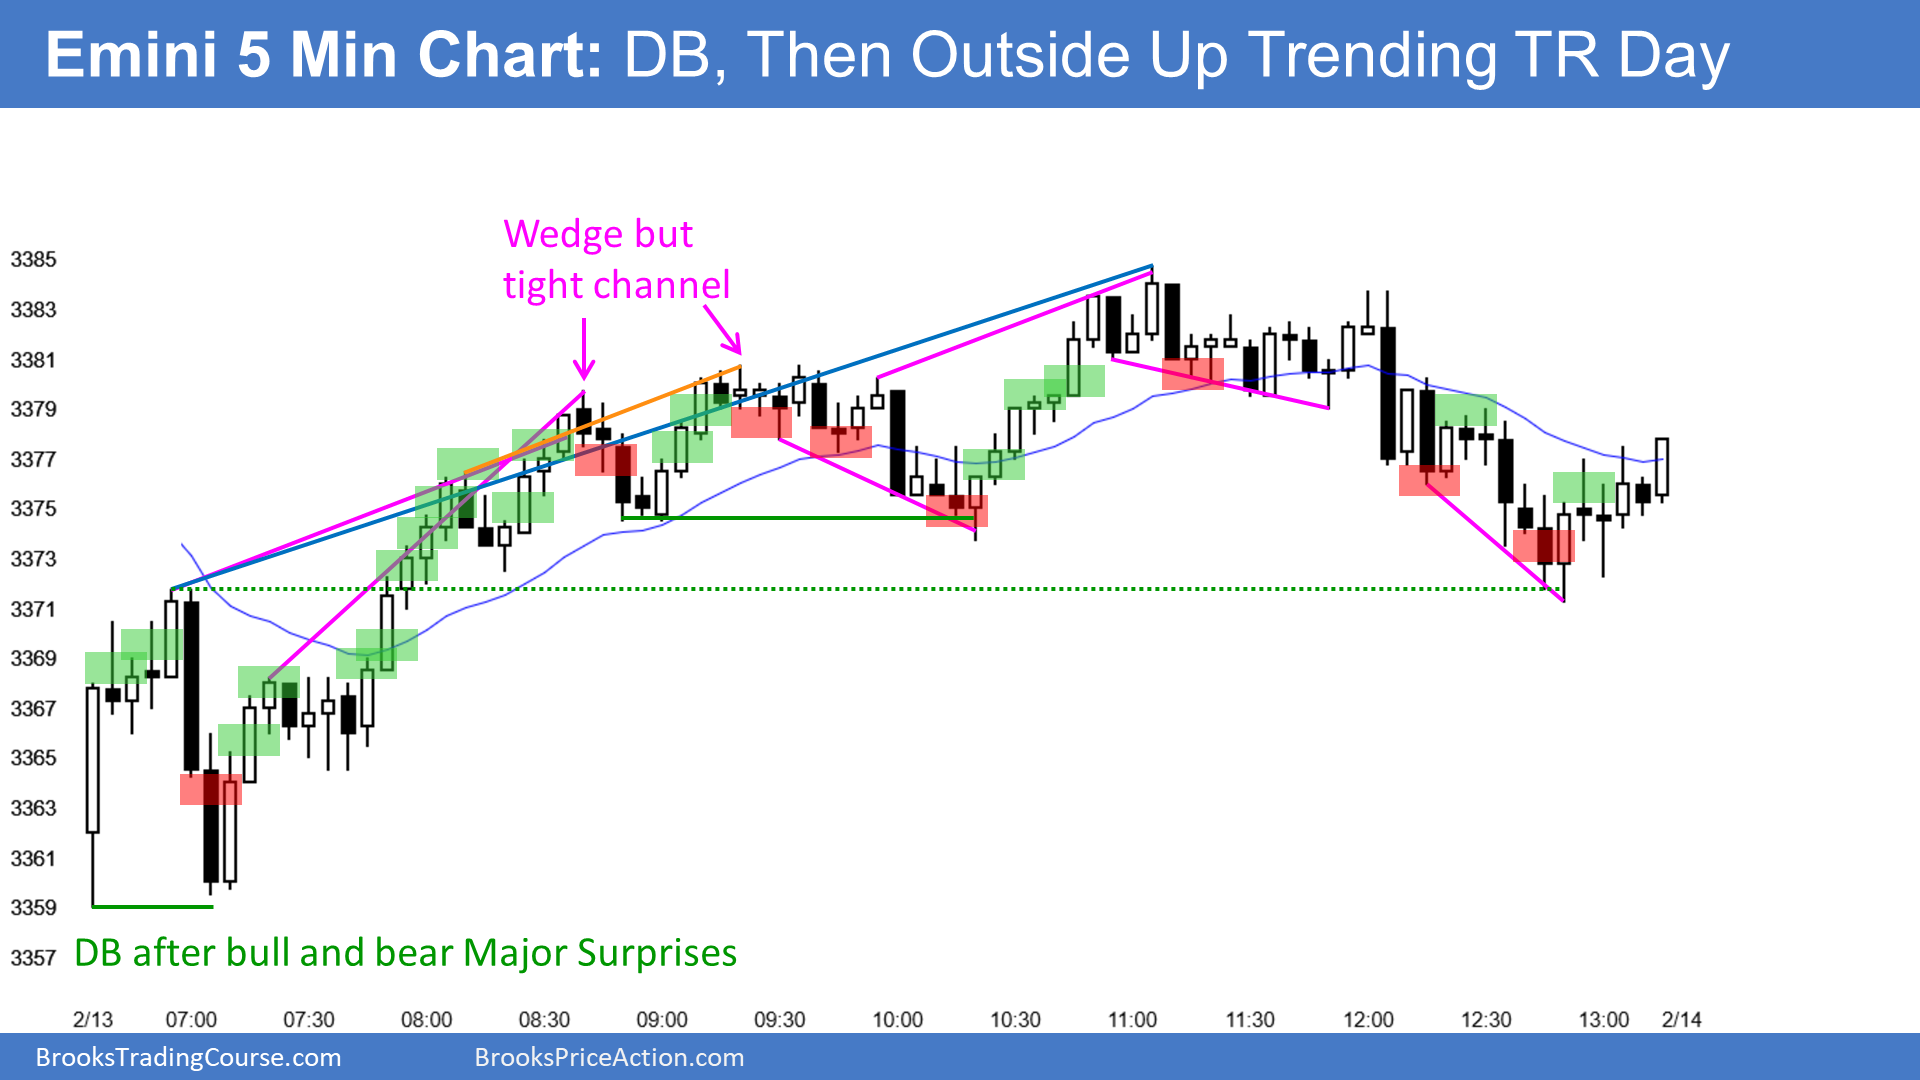 Emini 5 Min Chart: DB, Then Outside Up Trending TR Day
Wedge but
tight channel
3385
3383
3381
3379
3377
3375
3373
3371
3369
3367
3365
3363
3361
3359
3357
DB after bull and bear Major Surprises
2/13 07:00 07:30 08:00 08:30 09:00 09:30 10:00 10:30 11:00 11:30 12:00 12:30 13:00 2/14
BrooksTradingCourse.com BrooksPriceAction.com